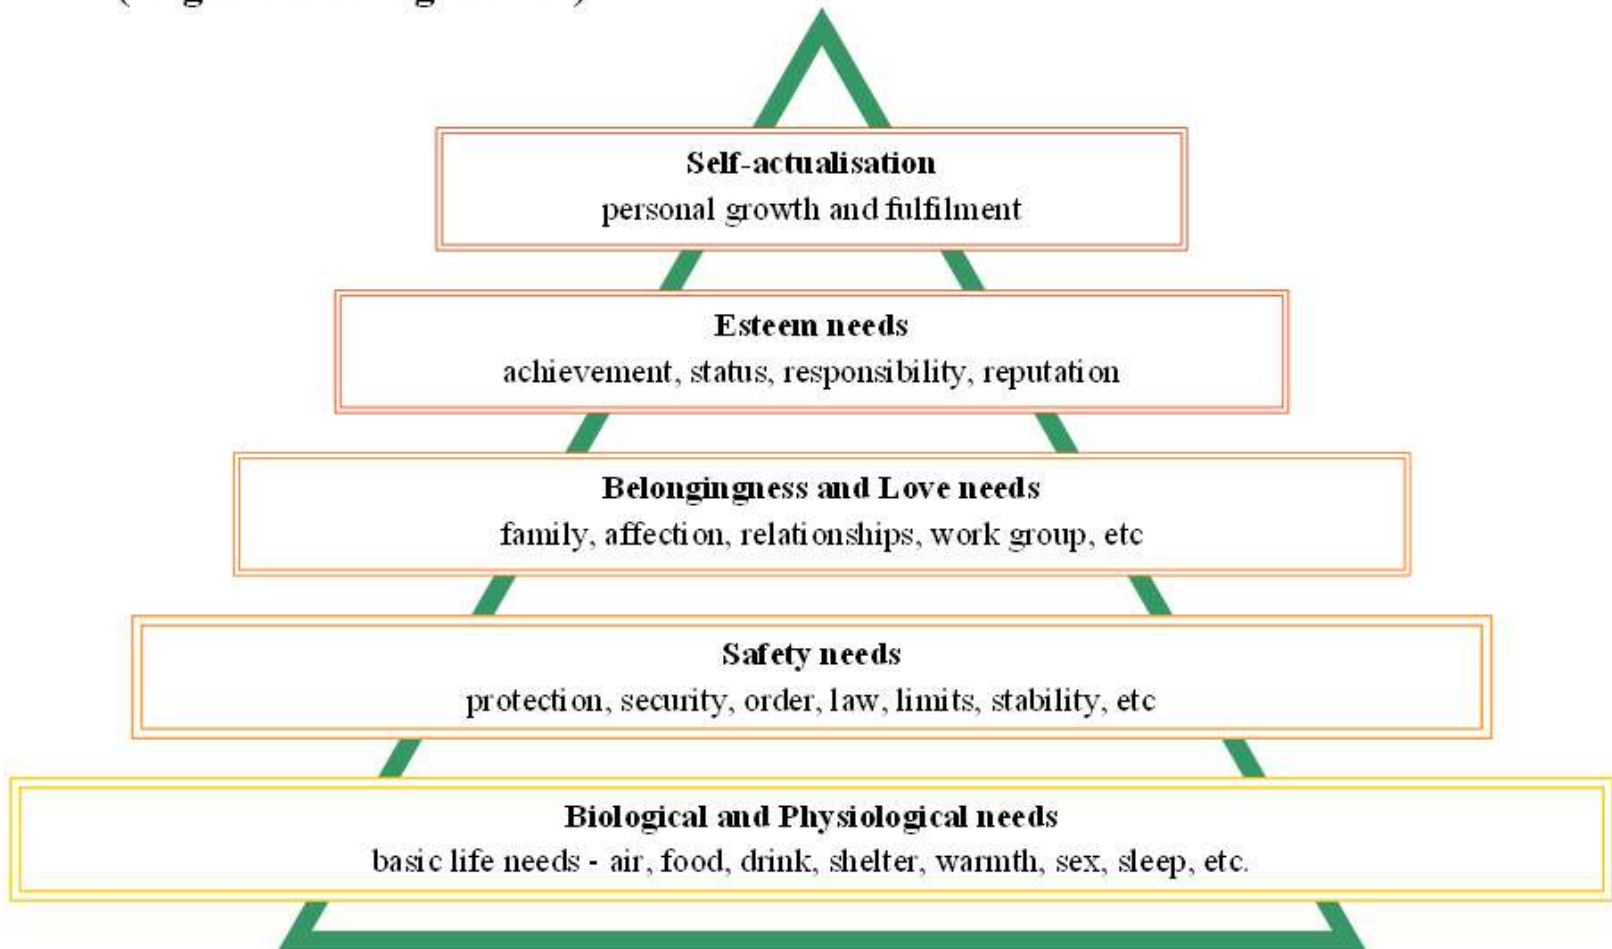 Self-actualisation
personal growth and fulfilment
Esteem needs
achievement, status, responsibility, reputation
Belongingness and Love needs
family, affection, relationships, work group, etc
Safety needs
protection, security, order, law, limits, stability, etc
Biological and Physiological needs
basic life needs - air, food, drink, shelter, warmth, sex, sleep, etc.